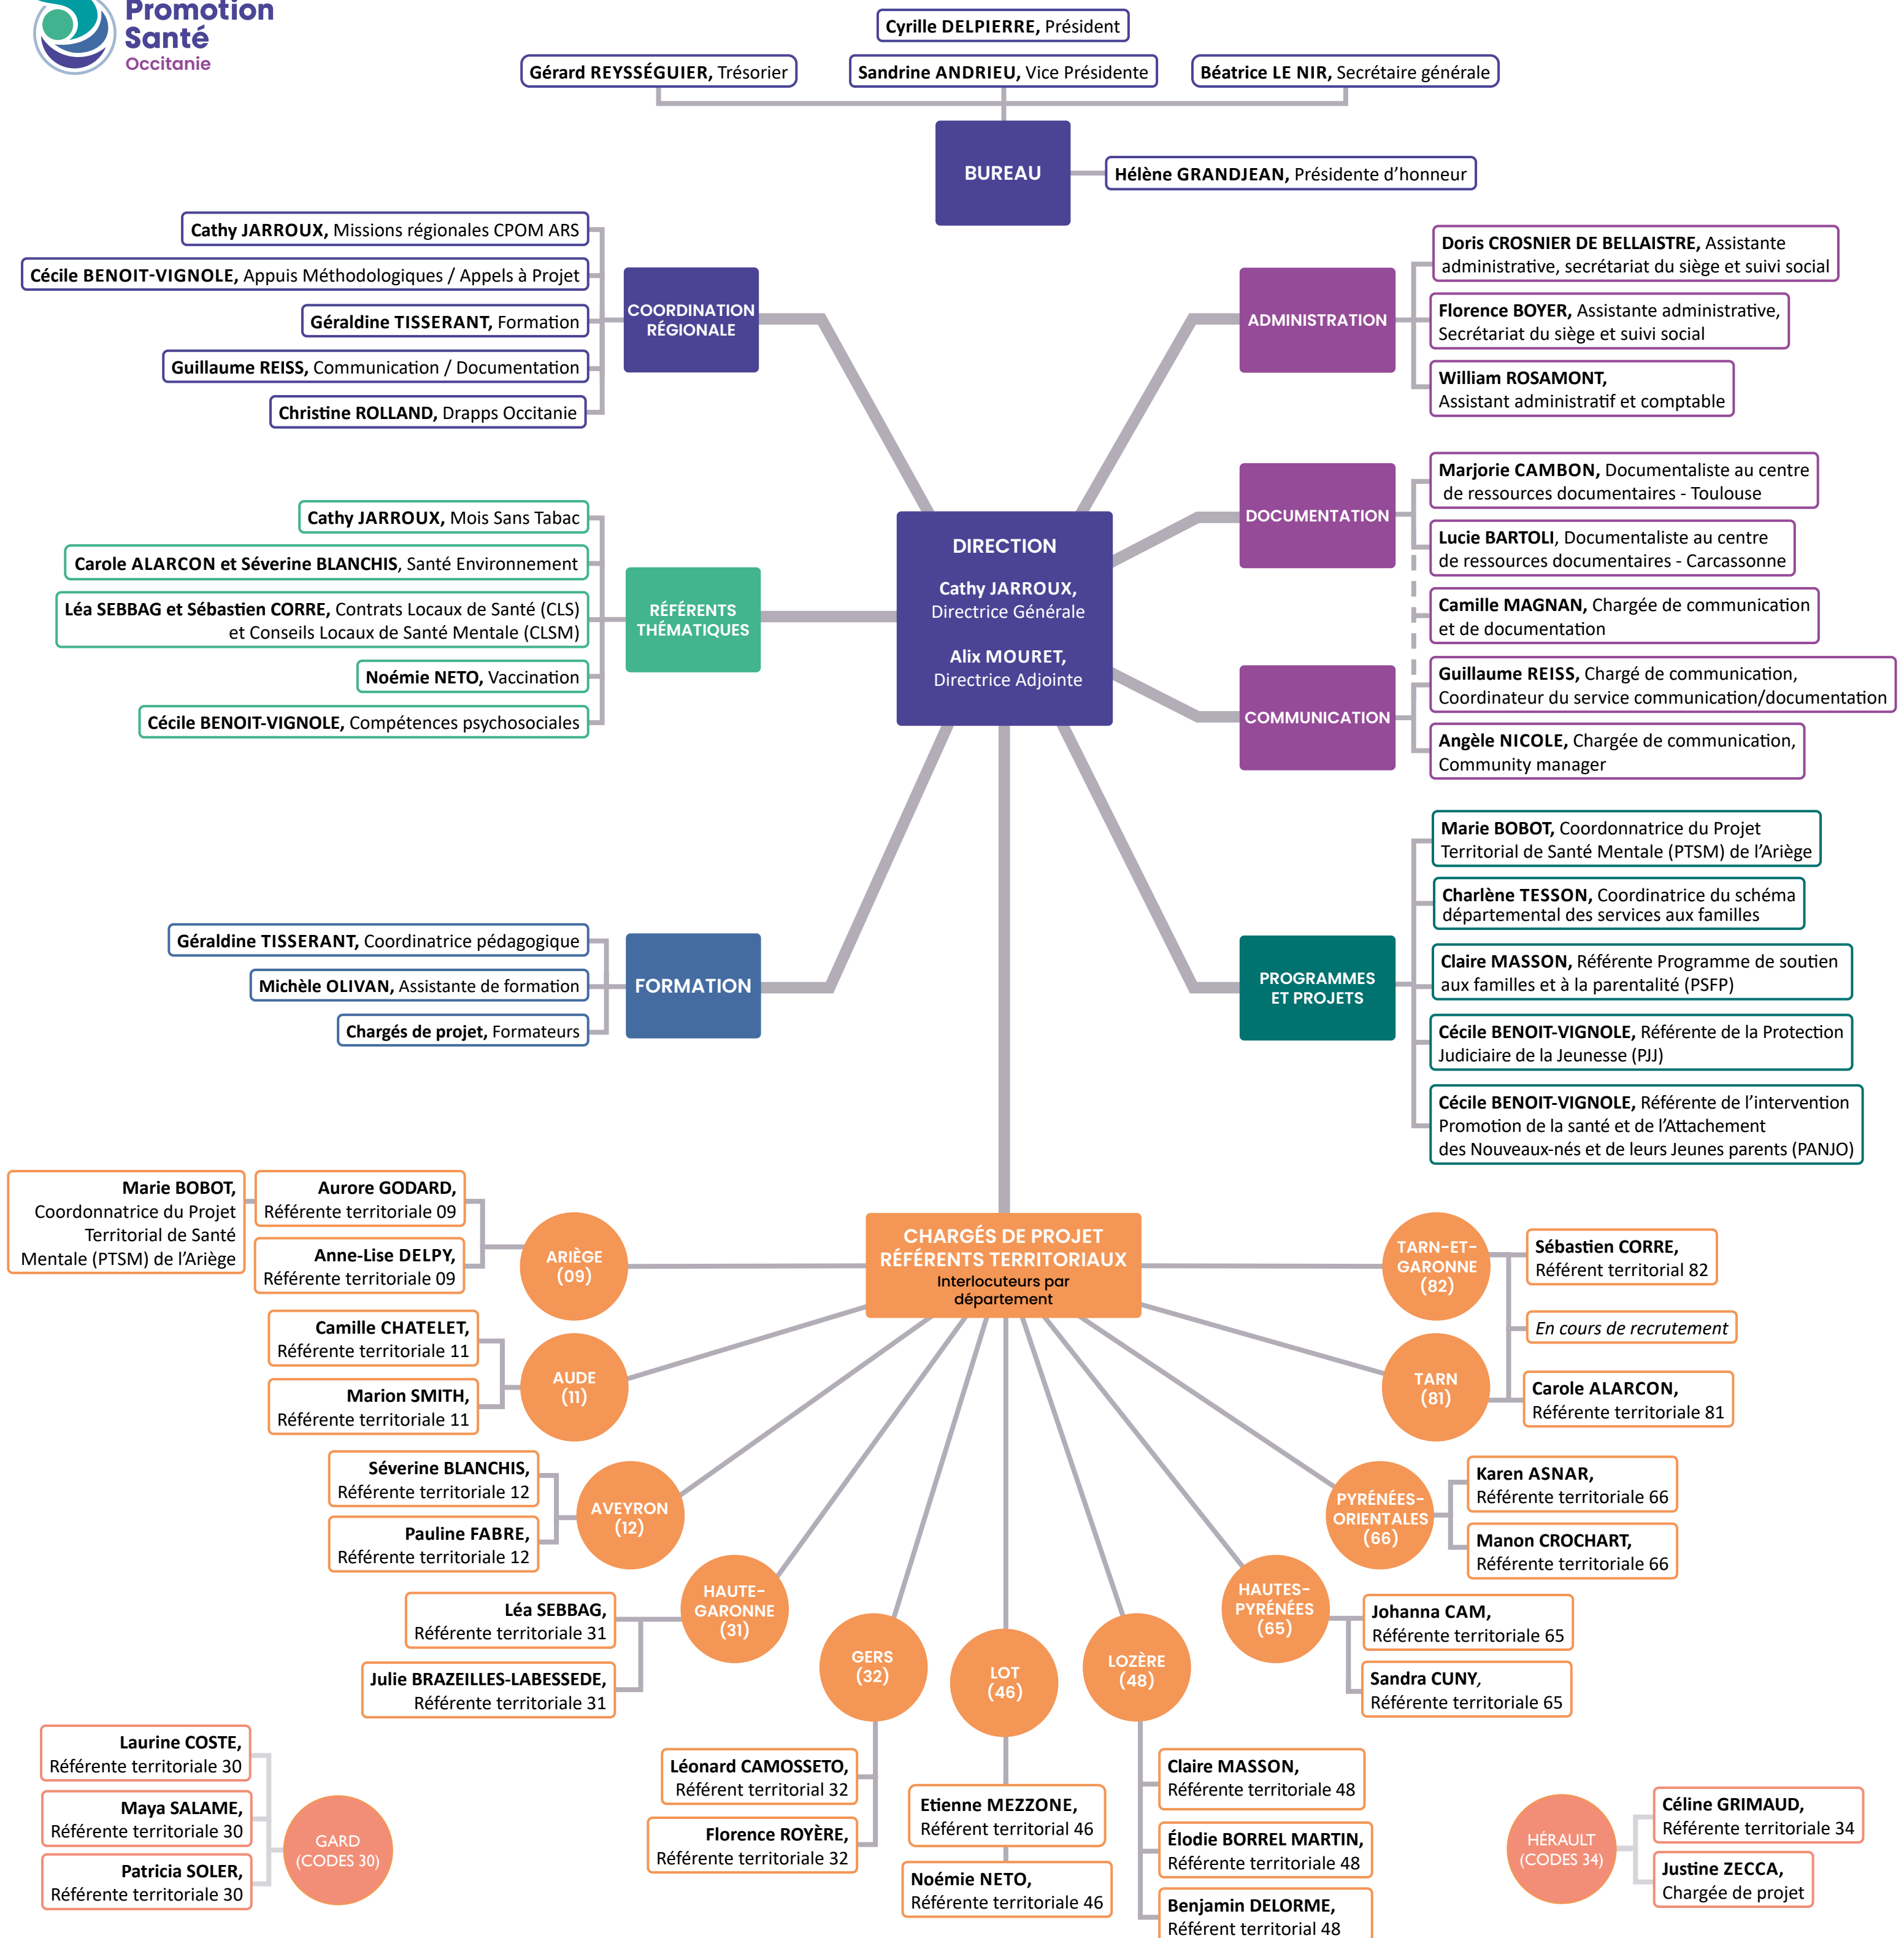 Promotion
Santé
Occitanie
Cyrille DELPIERRE, Président
Gérard REYSSÉGUIER, Trésorier
Sandrine ANDRIEU, Vice Présidente
Béatrice LE NIR, Secrétaire générale
BUREAU
Hélène GRANDJEAN, Présidente d’honneur
Cathy JARROUX, Missions régionales CPOM ARS
Cécile BENOIT-VIGNOLE, Appuis Méthodologiques / Appels à Projet
Géraldine TISSERANT, Formation
Guillaume REISS, Communication / Documentation
Christine ROLLAND, Drapps Occitanie
COORDINATION
RÉGIONALE
ADMINISTRATION
Doris CROSNIER DE BELLAISTRE, Assistante
administrative, secrétariat du siège et suivi social
Florence BOYER, Assistante administrative,
Secrétariat du siège et suivi social
William ROSAMONT,
Assistant administratif et comptable
Cathy JARROUX, Mois Sans Tabac
Carole ALARCON et Séverine BLANCHIS, Santé Environnement
Léa SEBBAG et Sébastien CORRE, Contrats Locaux de Santé (CLS)
et Conseils Locaux de Santé Mentale (CLSM)
Noémie NETO, Vaccination
Cécile BENOIT-VIGNOLE, Compétences psychosociales
RÉFÉRENTS
THÉMATIQUES
DIRECTION
Cathy JARROUX,
Directrice Générale
Alix MOURET,
Directrice Adjointe
DOCUMENTATION
Marjorie CAMBON, Documentaliste au centre
de ressources documentaires - Toulouse
Lucie BARTOLI, Documentaliste au centre
de ressources documentaires - Carcassonne
Camille MAGNAN, Chargée de communication
et de documentation
COMMUNICATION
Guillaume REISS, Chargé de communication,
Coordinateur du service communication/documentation
Angèle NICOLE, Chargée de communication,
Community manager
Géraldine TISSERANT, Coordinatrice pédagogique
Michèle OLIVAN, Assistante de formation
Chargés de projet, Formateurs
FORMATION
PROGRAMMES
ET PROJETS
Marie BOBOT, Coordonnatrice du Projet
Territorial de Santé Mentale (PTSM) de l’Ariège
Charlène TESSON, Coordinatrice du schéma
départemental des services aux familles
Claire MASSON, Référente Programme de soutien
aux familles et à la parentalité (PSFP)
Cécile BENOIT-VIGNOLE, Référente de la Protection
Judiciaire de la Jeunesse (PJJ)
Cécile BENOIT-VIGNOLE, Référente de l’intervention
Promotion de la santé et de l’Attachement
des Nouveaux-nés et de leurs Jeunes parents (PANJO)
CHARGÉS DE PROJET
RÉFÉRENTS TERRITORIAUX
Interlocuteurs par
département
Marie BOBOT,
Coordonnatrice du Projet
Territorial de Santé
Mentale (PTSM) de l’Ariège
Aurore GODARD,
Référente territoriale 09
Anne-Lise DELPY,
Référente territoriale 09
ARIÈGE
(09)
Camille CHATELET,
Référente territoriale 11
Marion SMITH,
Référente territoriale 11
AUDE
(11)
Séverine BLANCHIS,
Référente territoriale 12
Pauline FABRE,
Référente territoriale 12
AVEYRON
(12)
Léa SEBBAG,
Référente territoriale 31
Julie BRAZEILLES-LABESSEDE,
Référente territoriale 31
HAUTE-
GARONNE
(31)
GERS
(32)
Léonard CAMOSSETO,
Référent territorial 32
Florence ROYÈRE,
Référente territoriale 32
LOT
(46)
Etienne MEZZONE,
Référent territorial 46
Noémie NETO,
Référente territoriale 46
LOZÈRE
(48)
Claire MASSON,
Référente territoriale 48
Élodie BORREL MARTIN,
Référente territoriale 48
Benjamin DELORME,
Référent territorial 48
HAUTES-
PYRÉNÉES
(65)
Johanna CAM,
Référente territoriale 65
Sandra CUNY,
Référente territoriale 65
PYRÉNÉES-
ORIENTALES
(66)
Karen ASNAR,
Référente territoriale 66
Manon CROCHART,
Référente territoriale 66
TARN-ET-
GARONNE
(82)
Sébastien CORRE,
Référent territorial 82
En cours de recrutement
TARN
(81)
Carole ALARCON,
Référente territoriale 81
Laurine COSTE,
Référente territoriale 30
Maya SALAME,
Référente territoriale 30
Patricia SOLER,
Référente territoriale 30
GARD
(CODES 30)
HÉRAULT
(CODES 34)
Céline GRIMAUD,
Référente territoriale 34
Justine ZECCA,
Chargée de projet